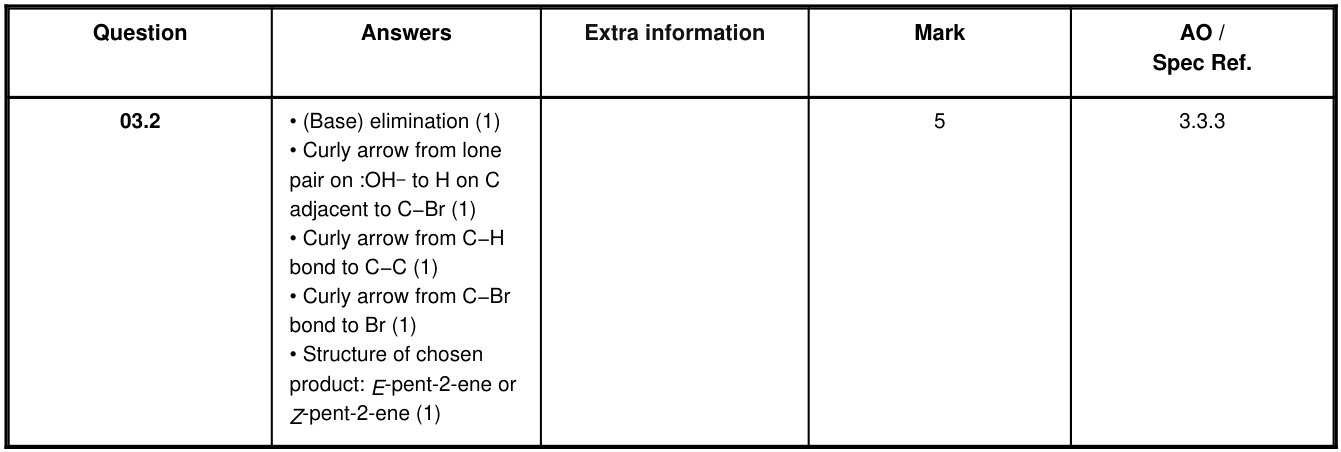 Question Answers Extra information Mark AO /
Spec Ref.
03.2 • (Base) elimination (1) 5 3.3.3
• Curly arrow from lone
pair on :OH– to H on C
adjacent to C–Br (1)
• Curly arrow from C–H
bond to C–C (1)
• Curly arrow from C–Br
bond to Br (1)
• Structure of chosen
product: E-pent-2-ene or
Z-pent-2-ene (1)